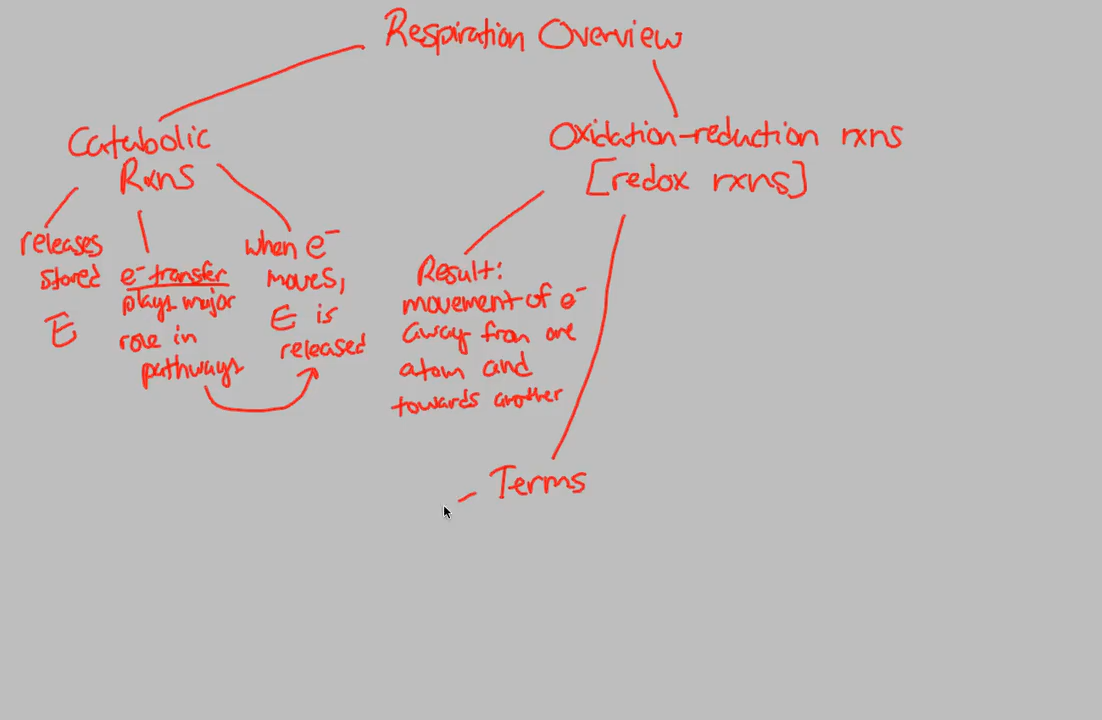 Respiration Overview
Catabolic
Rxns
releases
stored
E
e⁻ transfer
plays major
role in
pathways
when e⁻
moves,
E is
released
Oxidation-reduction rxns
[redox rxns]
Result:
movement of e⁻
away from one
atom and
towards another
Terms